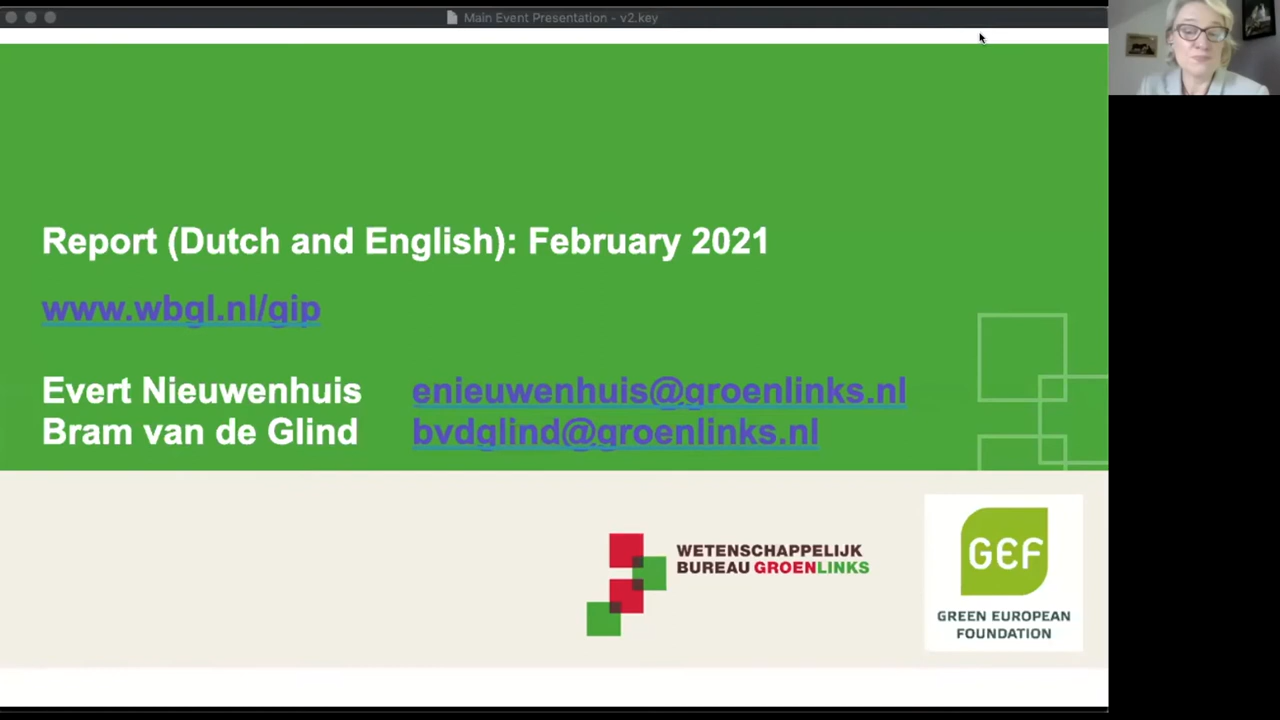 Main Event Presentation - v2.key
Report (Dutch and English): February 2021
www.wbgl.nl/gip
Evert Nieuwenhuis enieuwenhuis@groenlinks.nl
Bram van de Glind bvdglind@groenlinks.nl
WETENSCHAPPELIJK
BUREAU GROENLINKS
GEF
GREEN EUROPEAN
FOUNDATION